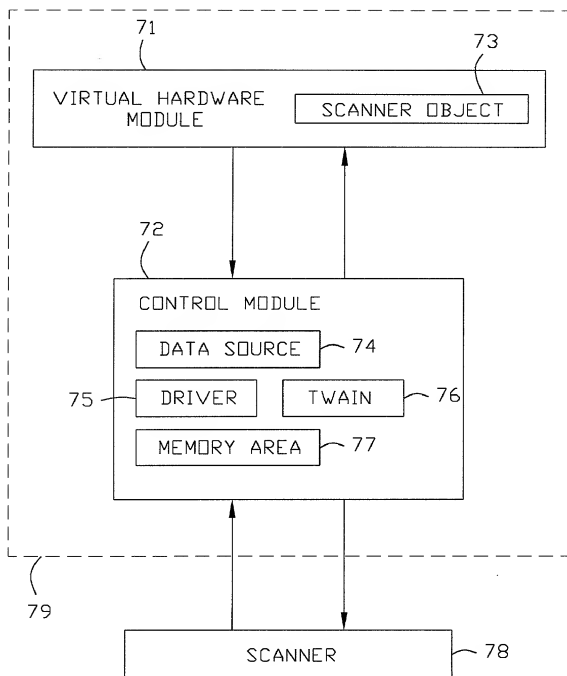 71
73
VIRTUAL HARDWARE
MODULE
SCANNER OBJECT
72
CONTROL MODULE
DATA SOURCE
74
75
DRIVER
TWAIN
76
MEMORY AREA
77
79
SCANNER
78